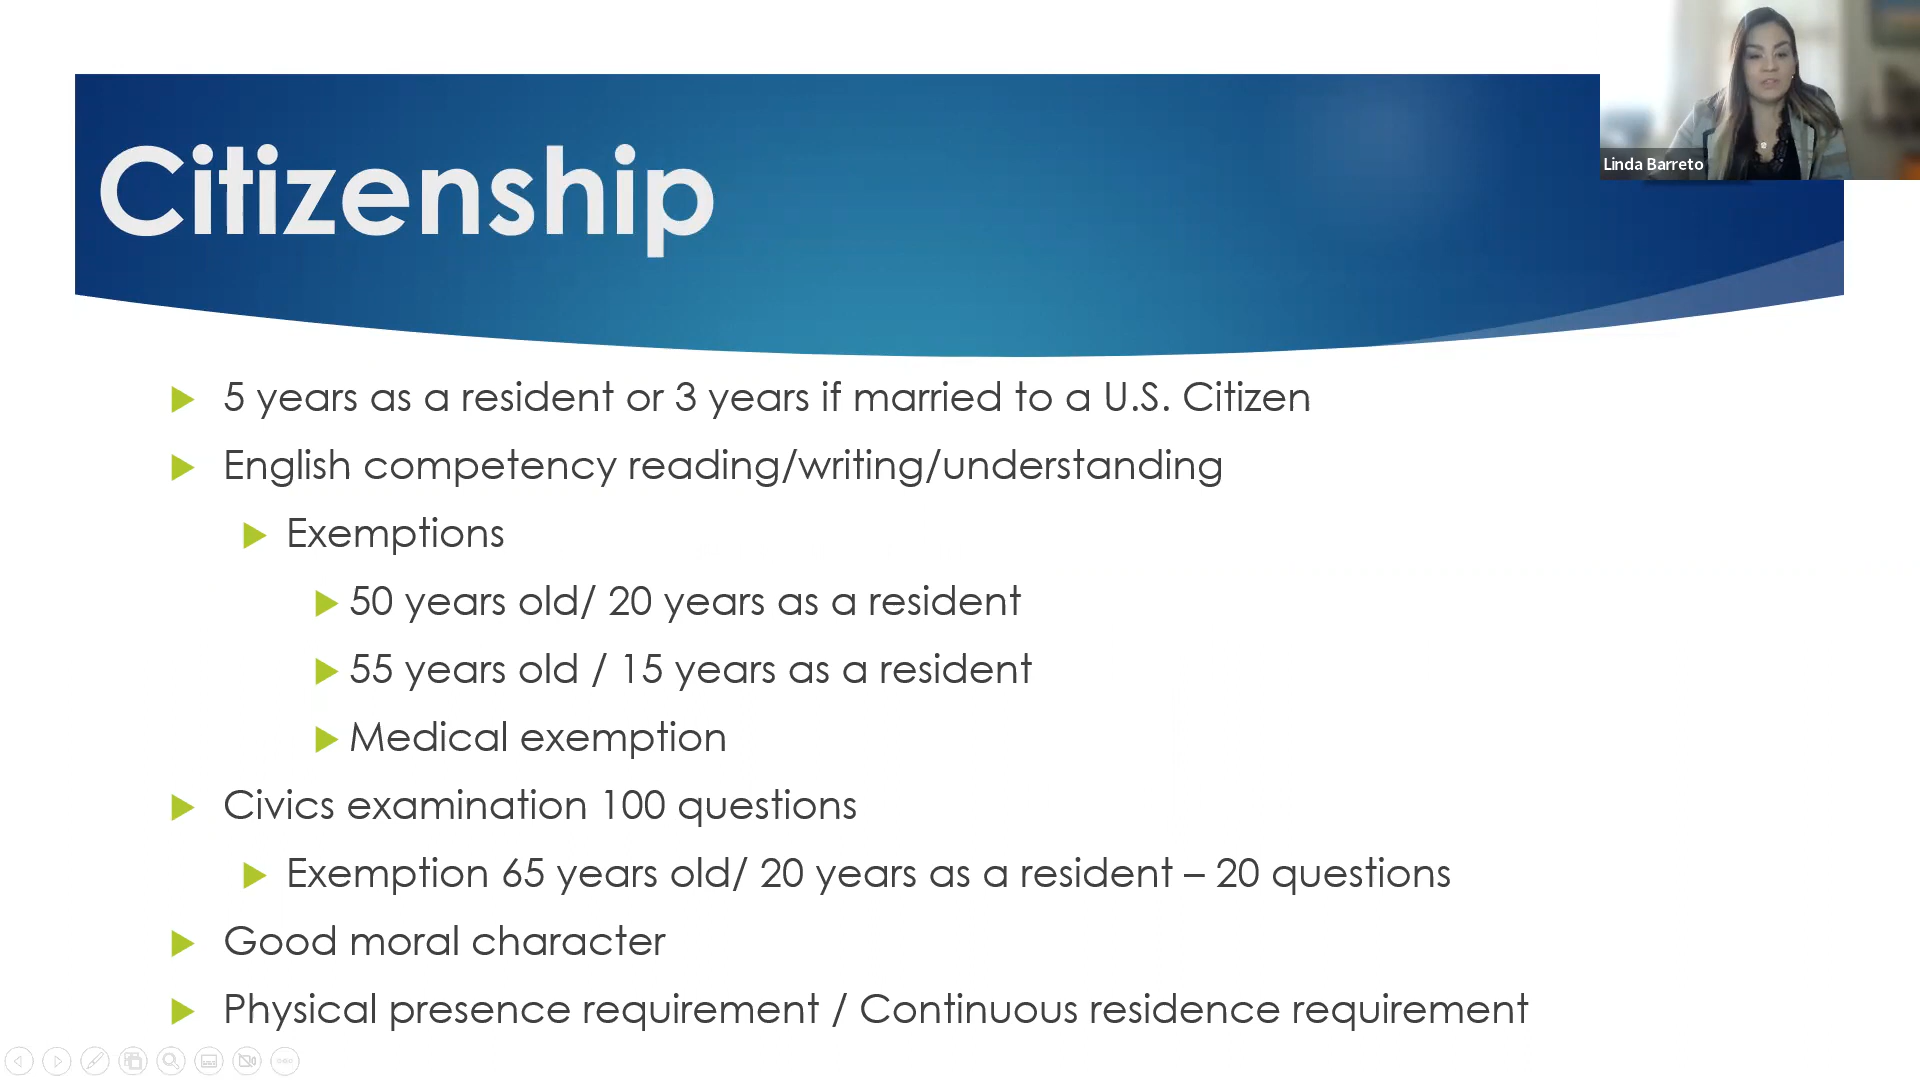 Citizenship
Linda Barreto
5 years as a resident or 3 years if married to a U.S. Citizen
English competency reading/writing/understanding
Exemptions
50 years old/ 20 years as a resident
55 years old / 15 years as a resident
Medical exemption
Civics examination 100 questions
Exemption 65 years old/ 20 years as a resident – 20 questions
Good moral character
Physical presence requirement / Continuous residence requirement